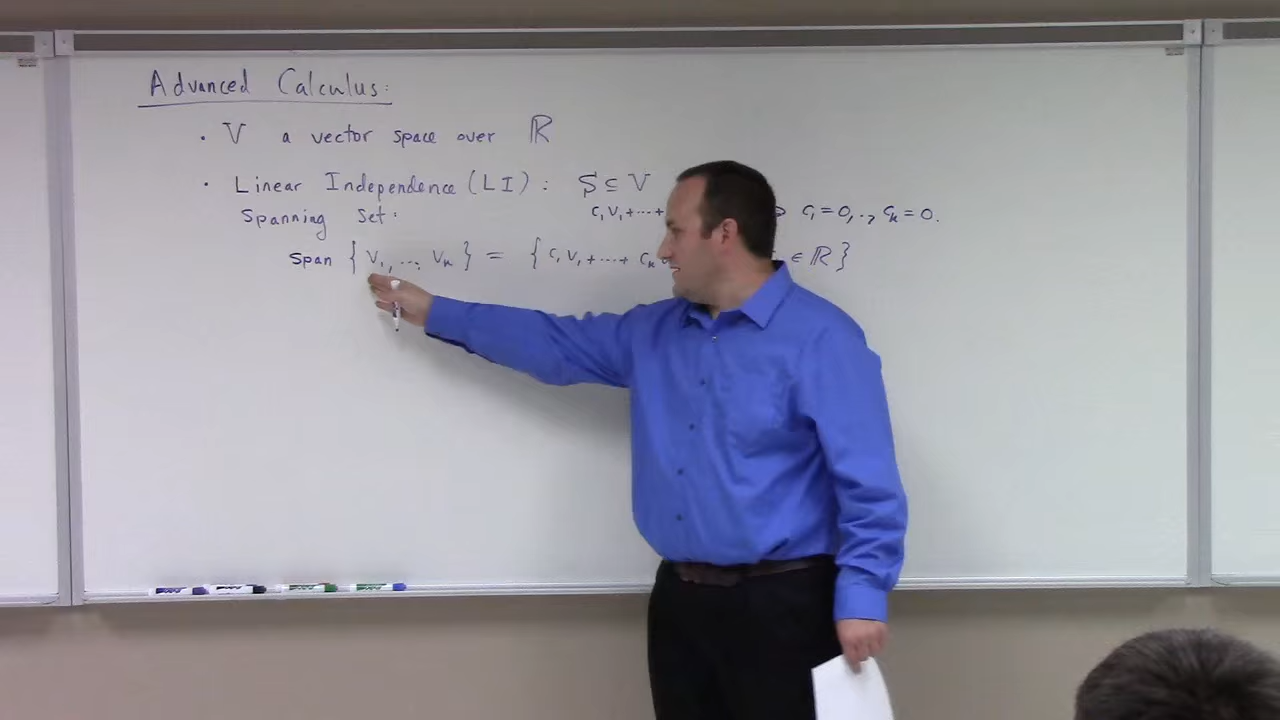 Advanced Calculus:
• V a vector space over ℝ
• Linear Independence (LI): S ⊆ V
Spanning Set: c₁v₁+⋯+ ⇒ c₁=0,..,cₖ=0.
span {v₁,…,vₖ} = {c₁v₁+⋯+cₖ ∈ ℝ}